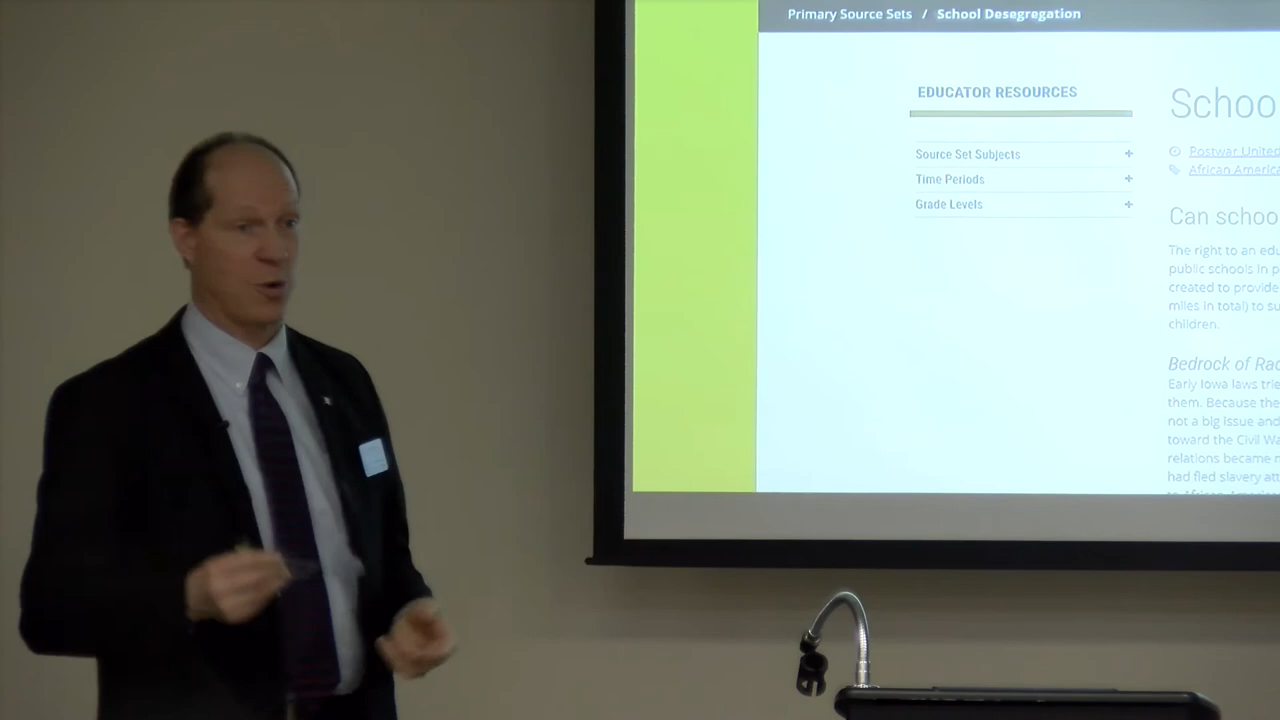 Primary Source Sets / School Desegregation
EDUCATOR RESOURCES
Source Set Subjects +
Time Periods +
Grade Levels +
Schoo
Postwar United
African America
Can schoo
The right to an edu
public schools in p
created to provide
miles in total) to su
children.
Bedrock of Rac
Early Iowa laws trie
them. Because the
not a big issue and
toward the Civil Wa
relations became m
had fled slavery att